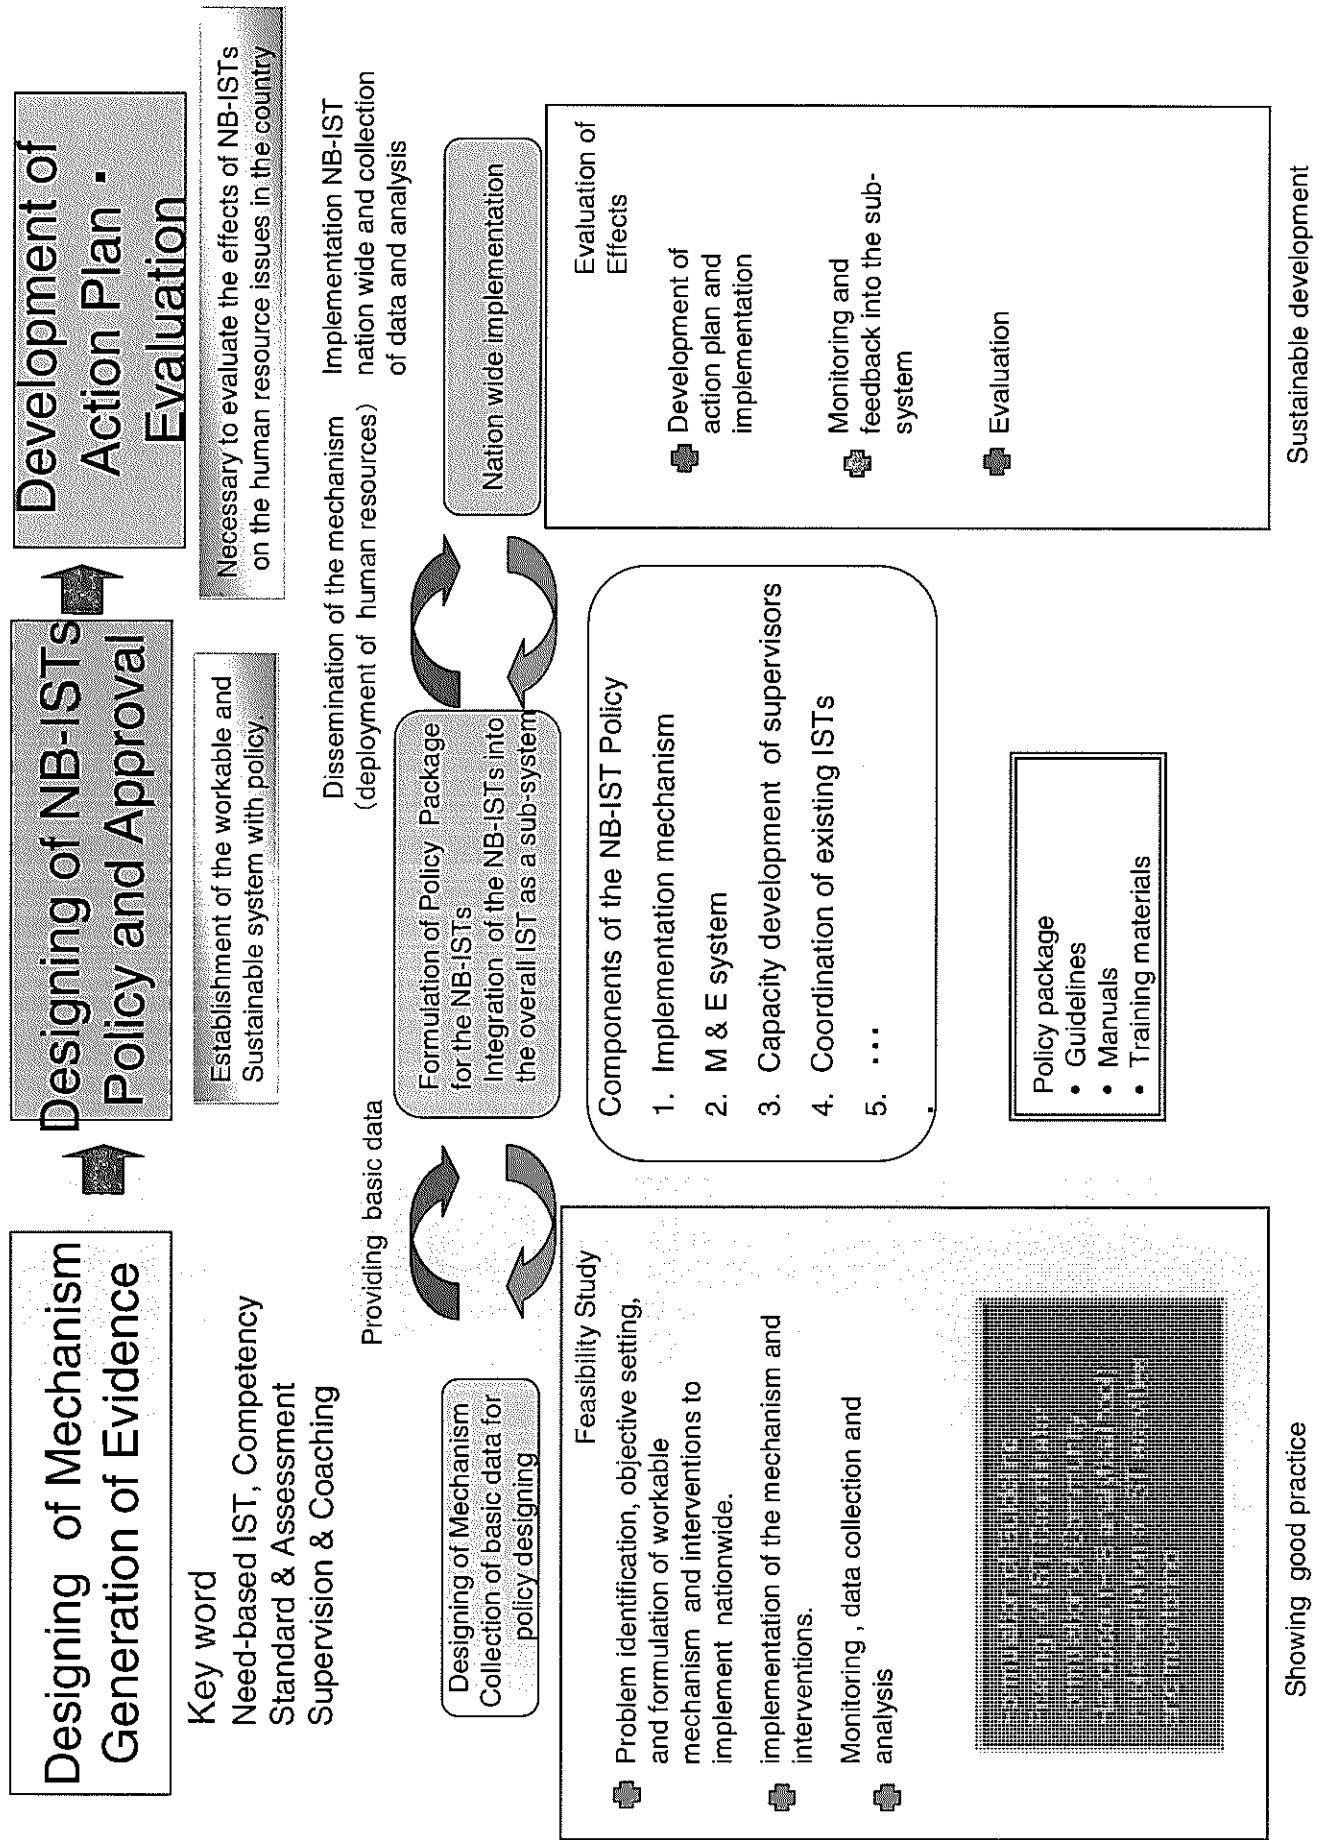 Designing of Mechanism
Generation of Evidence
Designing of NB-ISTs
Policy and Approval
Development of
Action Plan ・
Evaluation
Key word
Need-based IST, Competency
Standard & Assessment
Supervision & Coaching
Establishment of the workable and
Sustainable system with policy.
Necessary to evaluate the effects of NB-ISTs
on the human resource issues in the country
Providing basic data
Dissemination of the mechanism
(deployment of human resources)
Implementation NB-IST
nation wide and collection
of data and analysis
Designing of Mechanism
Collection of basic data for
policy designing
Formulation of Policy Package
for the NB-ISTs
Integration of the NB-ISTs into
the overall IST as a sub-system
Nation wide implementation
Feasibility Study
Problem identification, objective setting,
and formulation of workable
mechanism and interventions to
implement nationwide.
implementation of the mechanism and
interventions.
Monitoring , data collection and
analysis
Showing good practice
Components of the NB-IST Policy
1. Implementation mechanism
2. M & E system
3. Capacity development of supervisors
4. Coordination of existing ISTs
5. …
.
Policy package
• Guidelines
• Manuals
• Training materials
Evaluation of
Effects
Development of
action plan and
implementation
Monitoring and
feedback into the sub-
system
Evaluation
Sustainable development